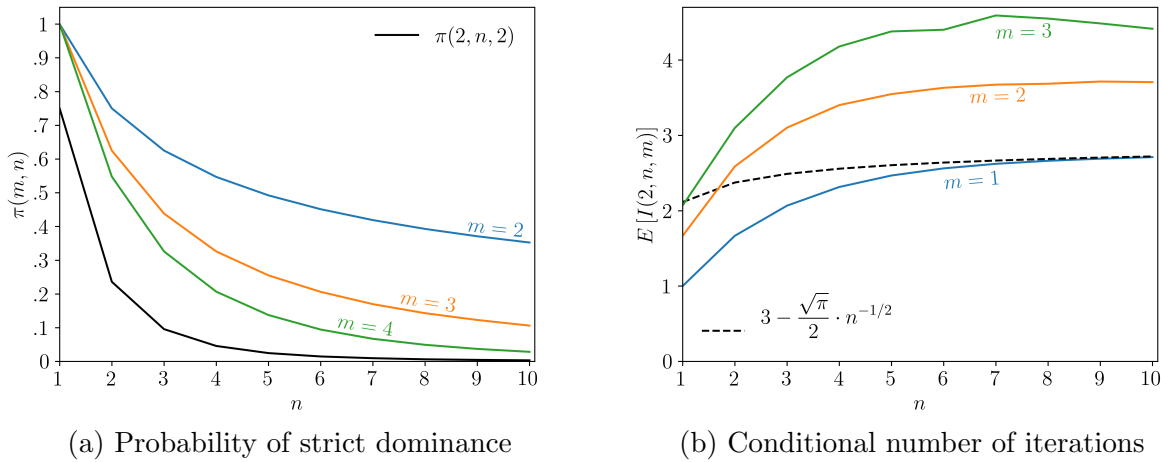 1
.9
.8
.7
.6
.5
.4
.3
.2
.1
0
π(m, n)
π(2, n, 2)
m = 2
m = 3
m = 4
1 2 3 4 5 6 7 8 9 10
n
(a) Probability of strict dominance
4
3
2
1
0
E [I(2, n, m)]
m = 3
m = 2
m = 1
3 − √π/2 · n^{−1/2}
1 2 3 4 5 6 7 8 9 10
n
(b) Conditional number of iterations